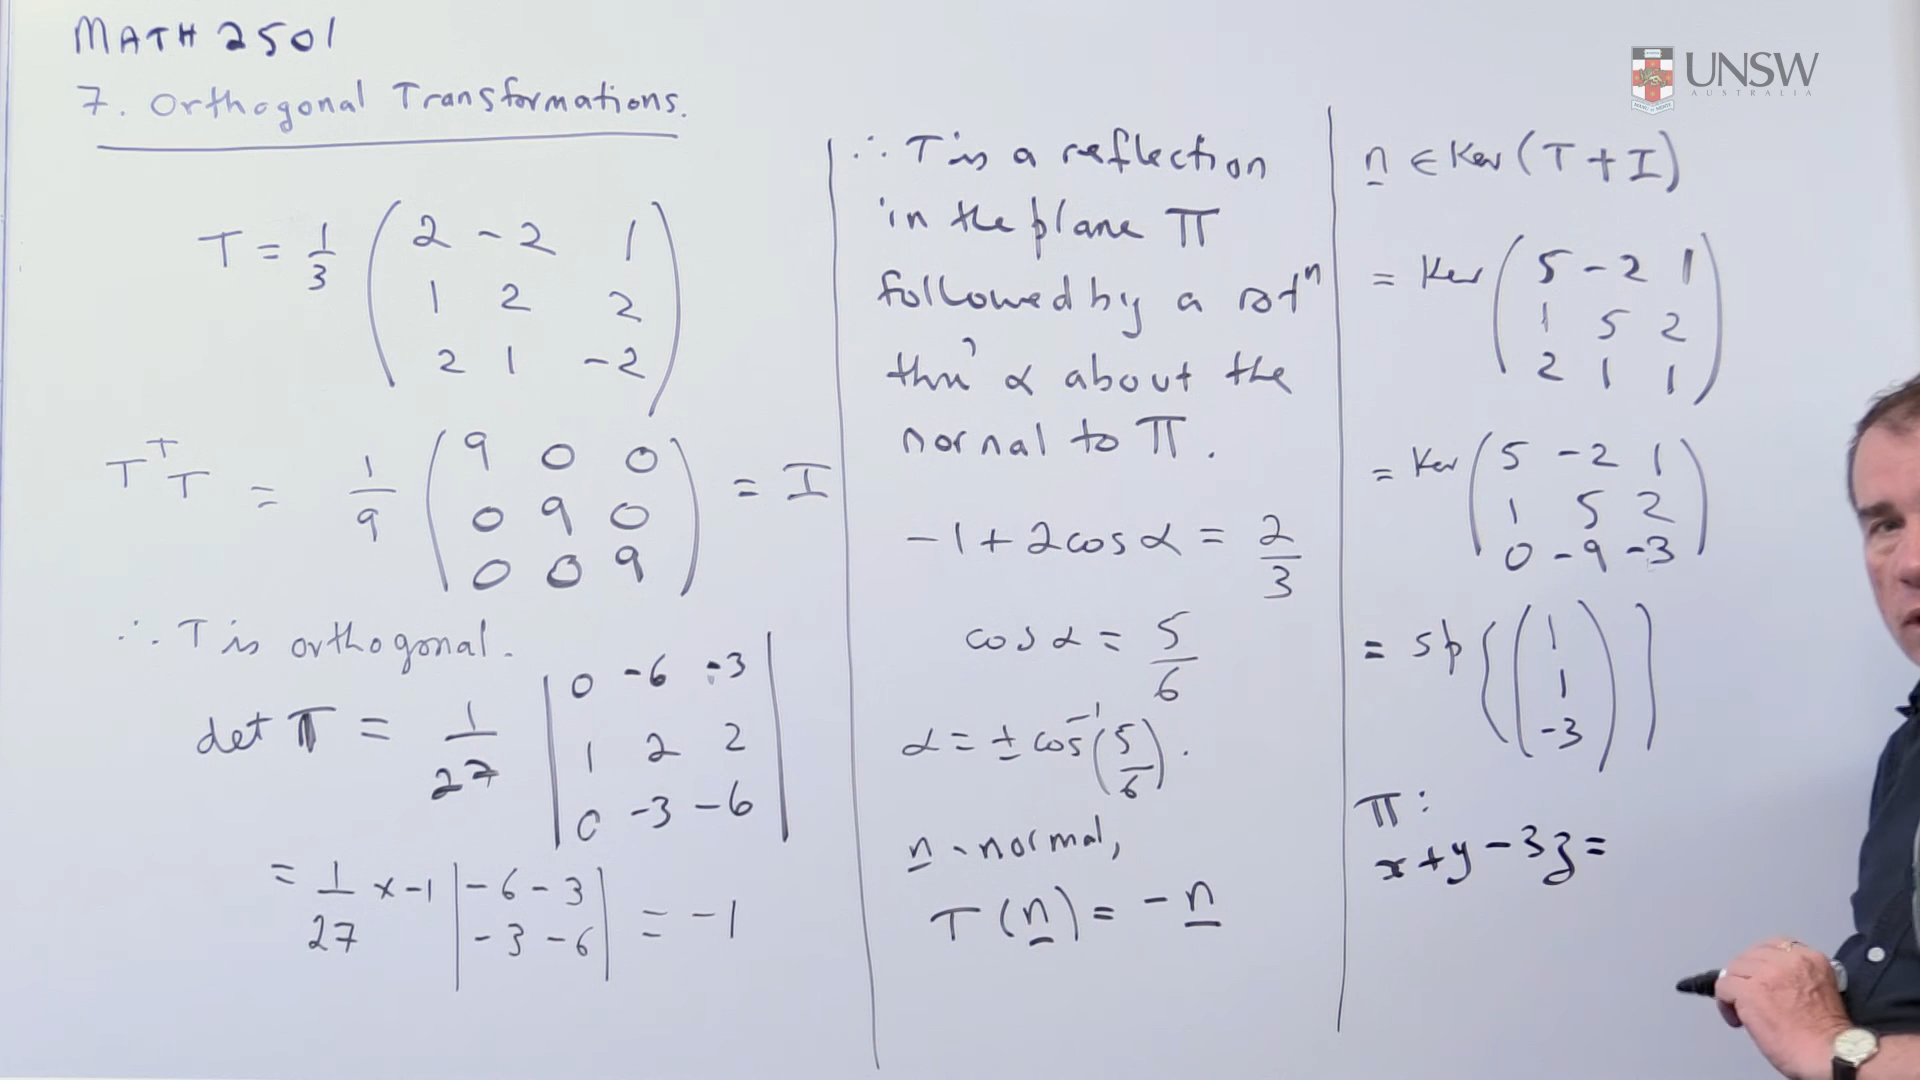 MATH 2501
7. Orthogonal Transformations.
T = 1/3 ( 2 -2 1
1 2 2
2 1 -2 )
T^T T = 1/9 ( 9 0 0
0 9 0
0 0 9 ) = I
∴ T is orthogonal.
det T = 1/27 | 0 -6 -3
1 2 2
0 -3 -6 |
= 1/27 x -1 | -6 -3
-3 -6 | = -1
∴ T is a reflection
in the plane Π
followed by a rotⁿ
thru' α about the
normal to Π.
-1 + 2cos α = 2/3
cos α = 5/6
α = ± cos⁻¹(5/6).
n - normal,
T(n) = -n
n ∈ Ker(T + I)
= Ker ( 5 -2 1
1 5 2
2 1 1 )
= Ker ( 5 -2 1
1 5 2
0 -9 -3 )
= sp { ( 1
1
-3 ) }
Π:
x + y - 3z =
UNSW
AUSTRALIA